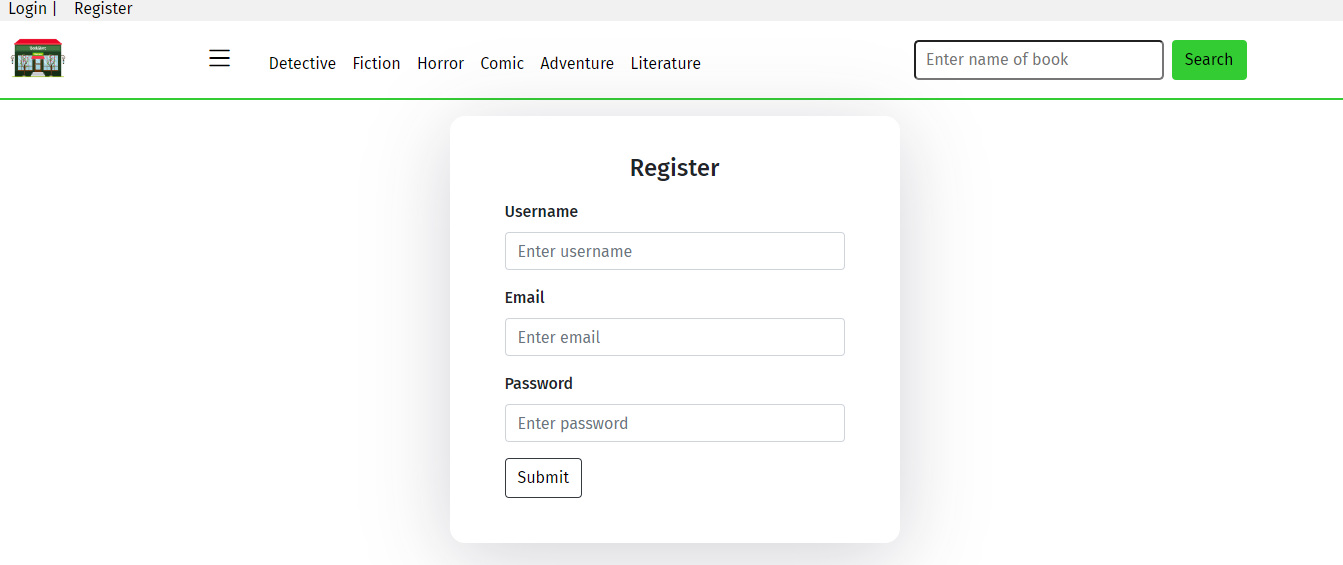 Login | Register
Detective Fiction Horror Comic Adventure Literature Enter name of book Search
Register
Username
Enter username
Email
Enter email
Password
Enter password
Submit